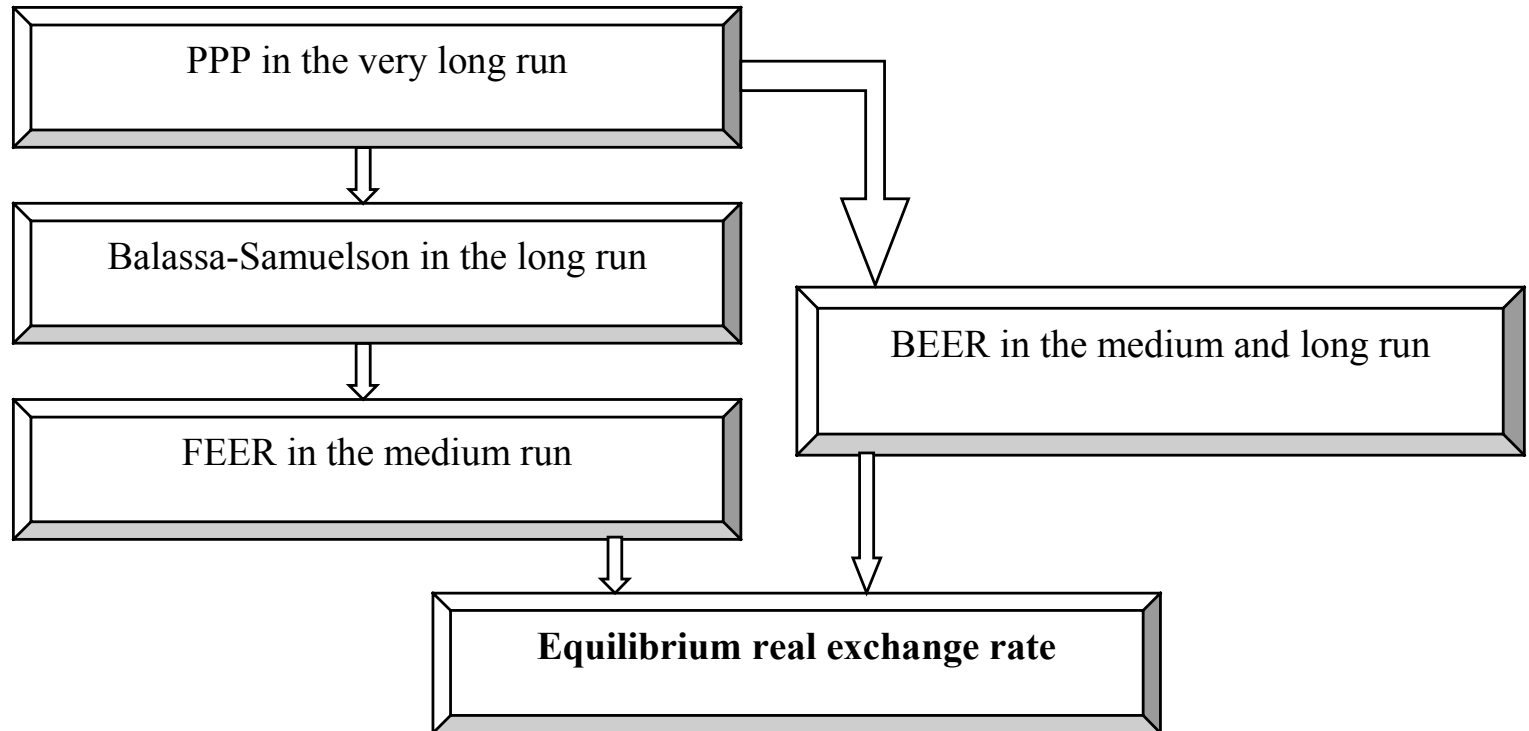 PPP in the very long run
Balassa-Samuelson in the long run
BEER in the medium and long run
FEER in the medium run
Equilibrium real exchange rate